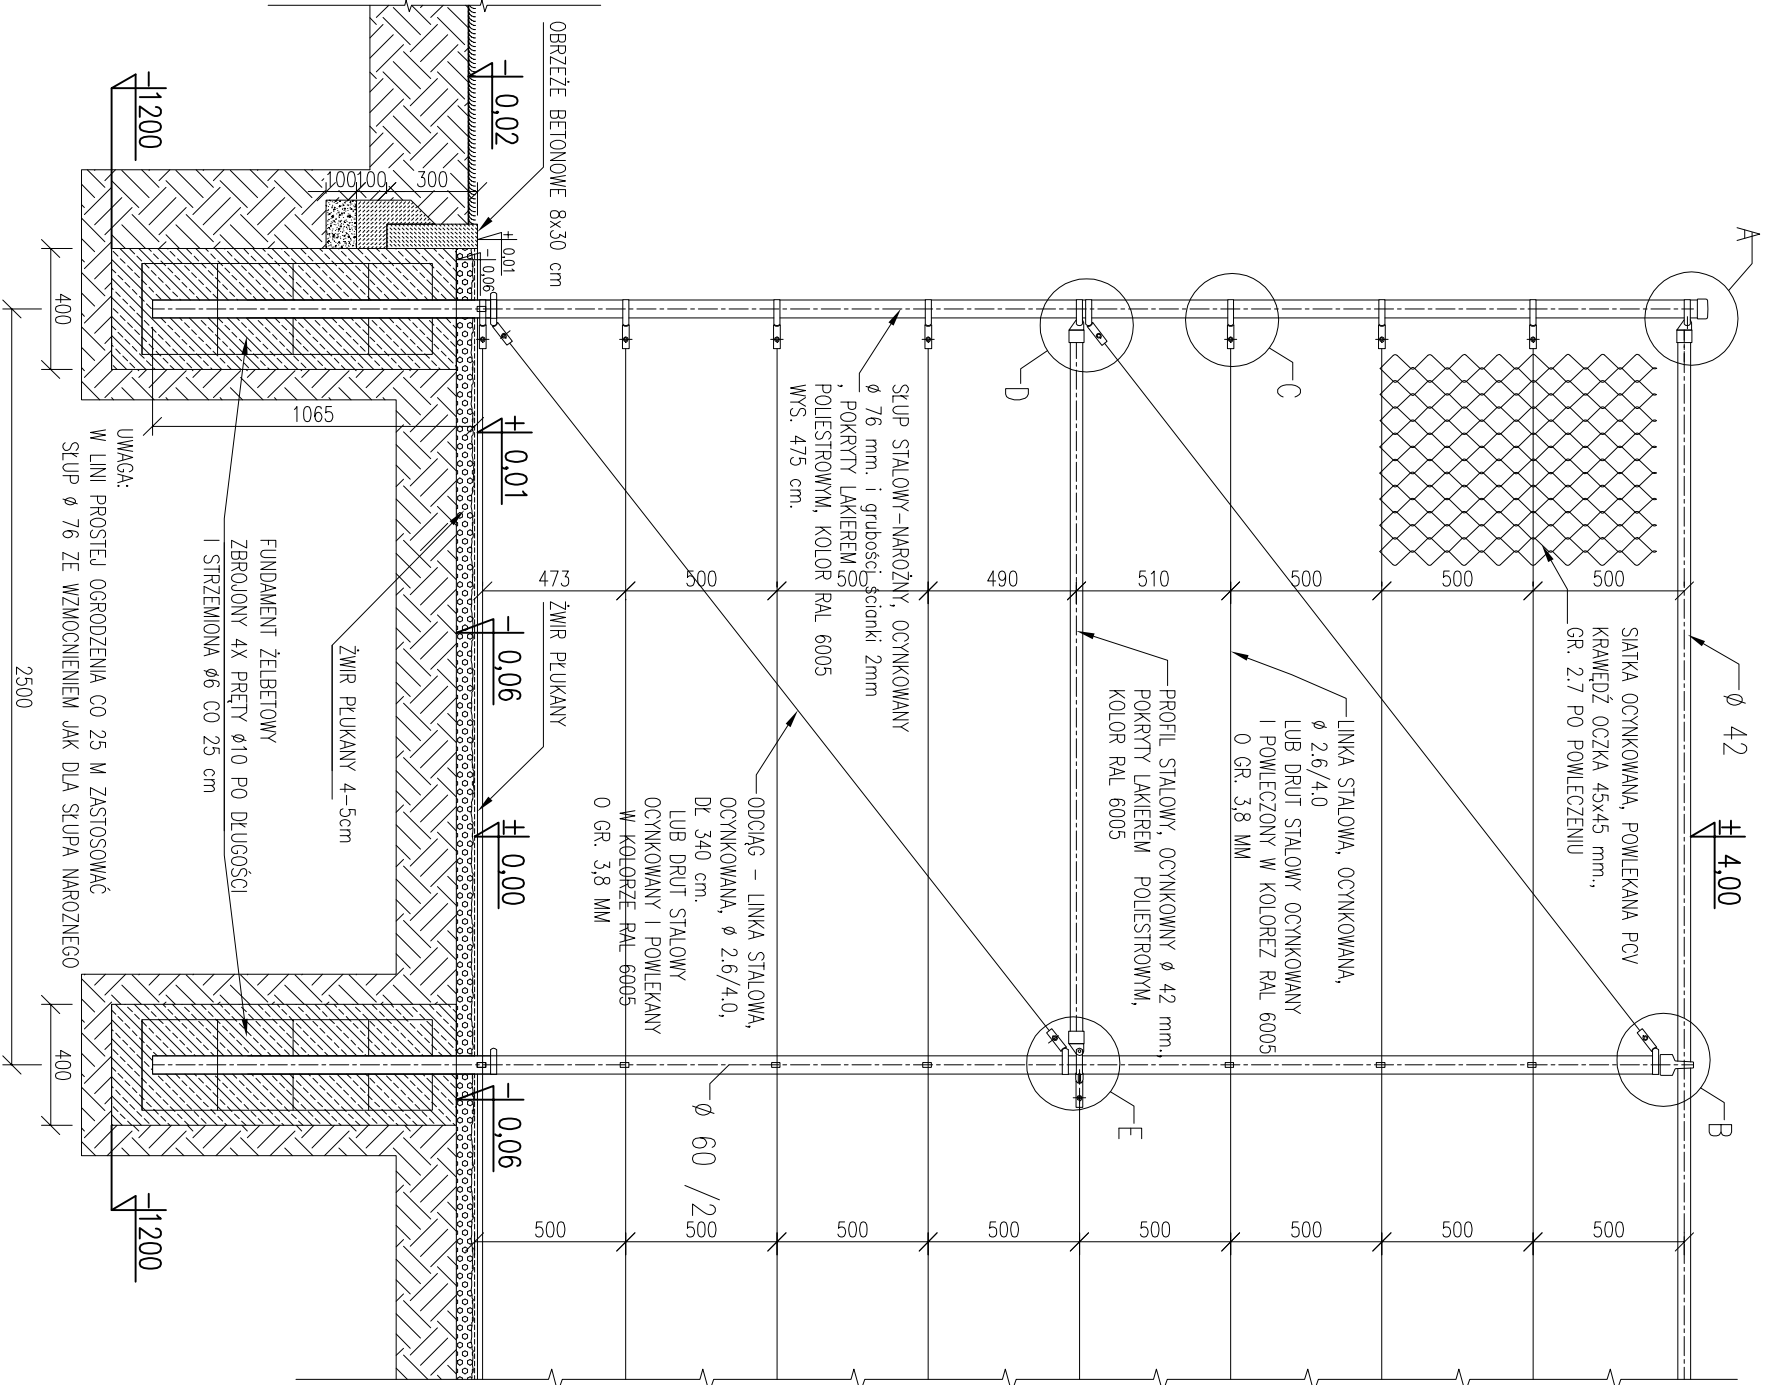 A
B
C
D
E
Ø 42
± 4,00
SIATKA OCYNKOWANA, POWLEKANA PCV
KRAWĘDŹ OCZKA 45x45 mm.,
GR. 2.7 PO POWLECZENIU
LINKA STALOWA, OCYNKOWANA,
ø 2.6/4.0
LUB DRUT STALOWY OCYNKOWANY
I POWLECZONY W KOLOREZ RAL 6005
O GR. 3,8 MM
PROFIL STALOWY, OCYNKOWNY ø 42 mm.,
POKRYTY LAKIEREM POLIESTROWYM,
KOLOR RAL 6005
SŁUP STALOWY-NAROŻNY, OCYNKOWANY
ø 76 mm. i grubości ścianki 2mm
, POKRYTY LAKIEREM
POLIESTROWYM, KOLOR RAL 6005
WYS. 475 cm.
ODCIĄG - LINKA STALOWA,
OCYNKOWANA, ø 2.6/4.0,
DŁ 340 cm.
LUB DRUT STALOWY
OCYNKOWANY I POWLEKANY
W KOLORZE RAL 6005
O GR. 3,8 MM
Ø 60 /2
473
500
500
490
510
500
500
500
500
500
500
500
500
500
500
500
OBRZEŻE BETONOWE 8x30 cm
ŻWIR PŁUKANY
- 0,02
± 0,01
- 0,06
± 0,01
- 0,06
± 0,00
- 0,06
100
100
300
1065
ŻWIR PŁUKANY 4-5cm
FUNDAMENT ŻELBETOWY
ZBROJONY 4X PRĘTY ø10 PO DŁUGOŚCI
I STRZEMIONA ø6 CO 25 cm
-1200
-1200
UWAGA:
W LINI PROSTEJ OGRODZENIA CO 25 M ZASTOSOWAĆ
SŁUP ø 76 ZE WZMOCNIENIEM JAK DLA SŁUPA NAROZNEGO
400
400
2500